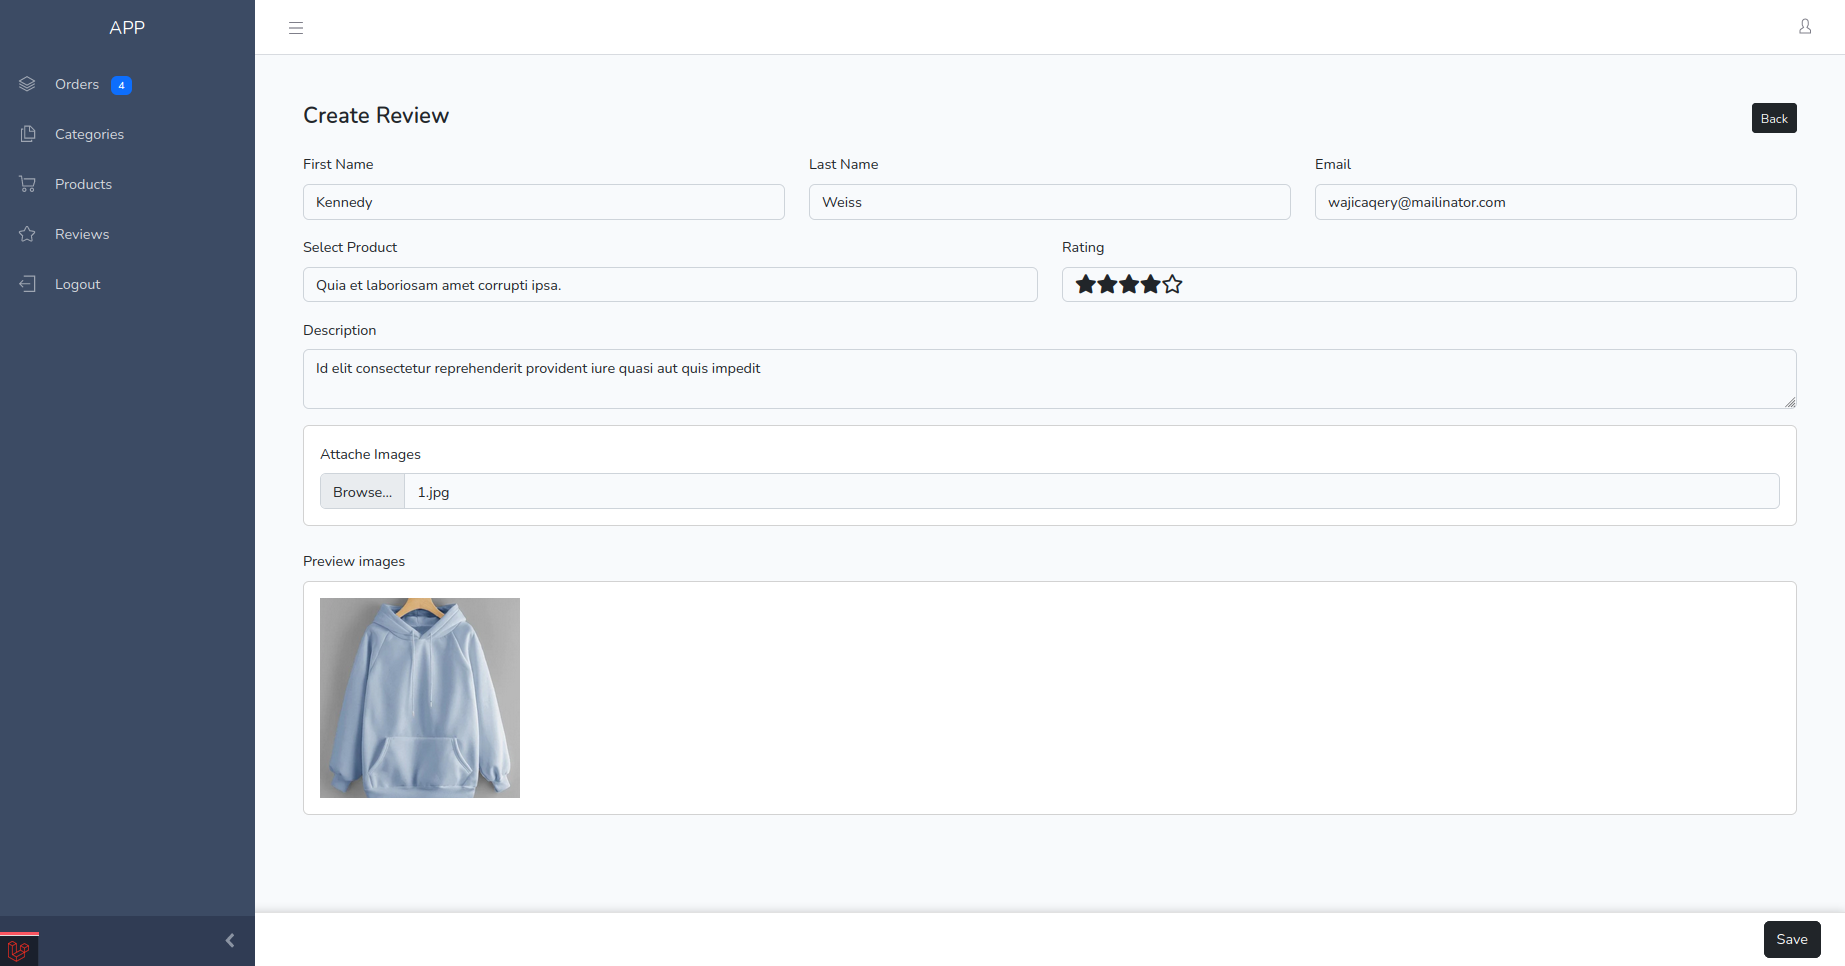 APP
Orders 4
Categories
Products
Reviews
Logout
Create Review
Back
First Name
Last Name
Email
Kennedy
Weiss
wajicaqery@mailinator.com
Select Product
Rating
Quia et laboriosam amet corrupti ipsa.
Description
Id elit consectetur reprehenderit provident iure quasi aut quis impedit
Attache Images
Browse... 1.jpg
Preview images
Save